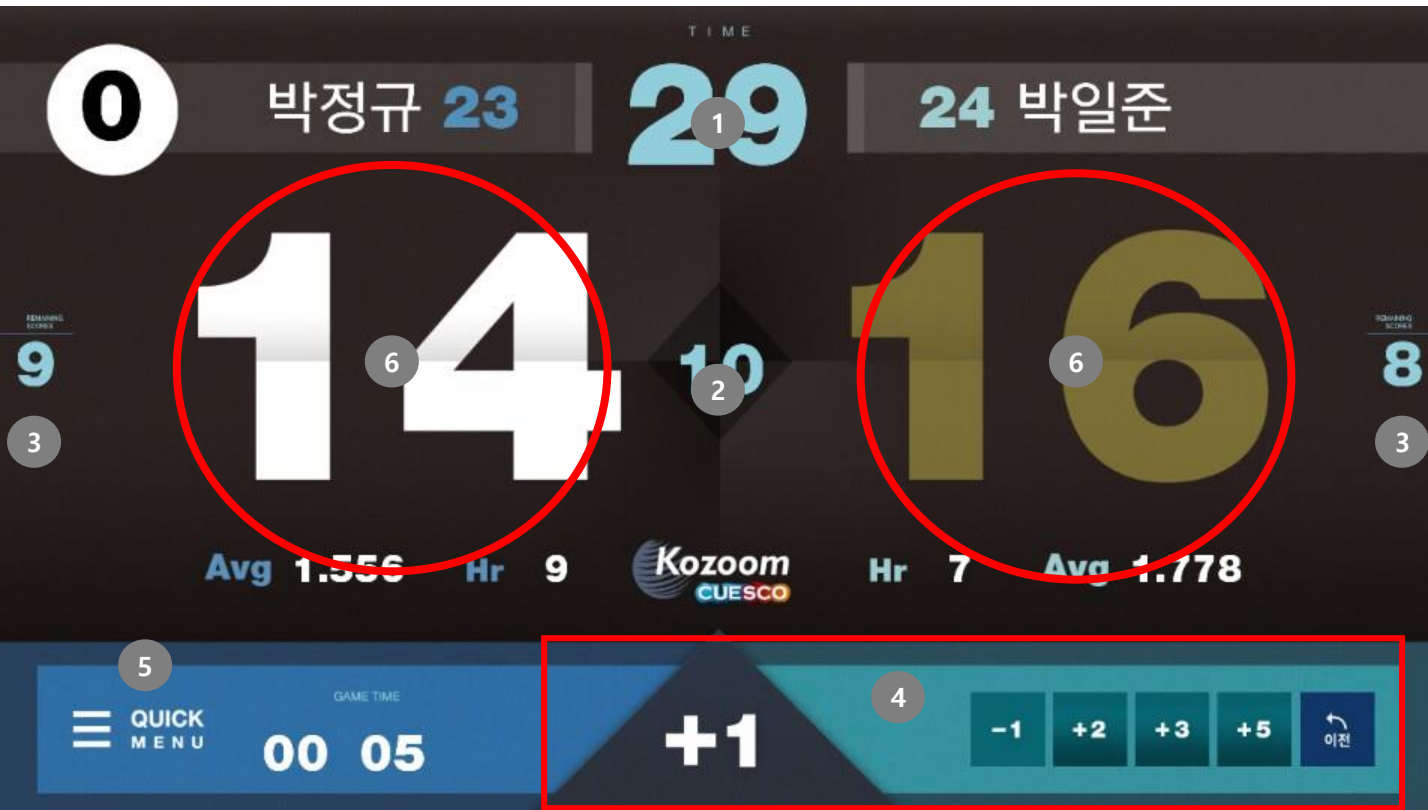 TIME
0 박정규 23 29 24 박일준
1
14 16
REMAINING SCORES
9
REMAINING SCORES
8
10
6
6
2
3
3
Avg 1.556 Hr 9 Kozoom Hr 7 Avg 1.778
CUESCO
5
4
QUICK MENU
GAME TIME
00 05
+1
-1 +2 +3 +5 이전